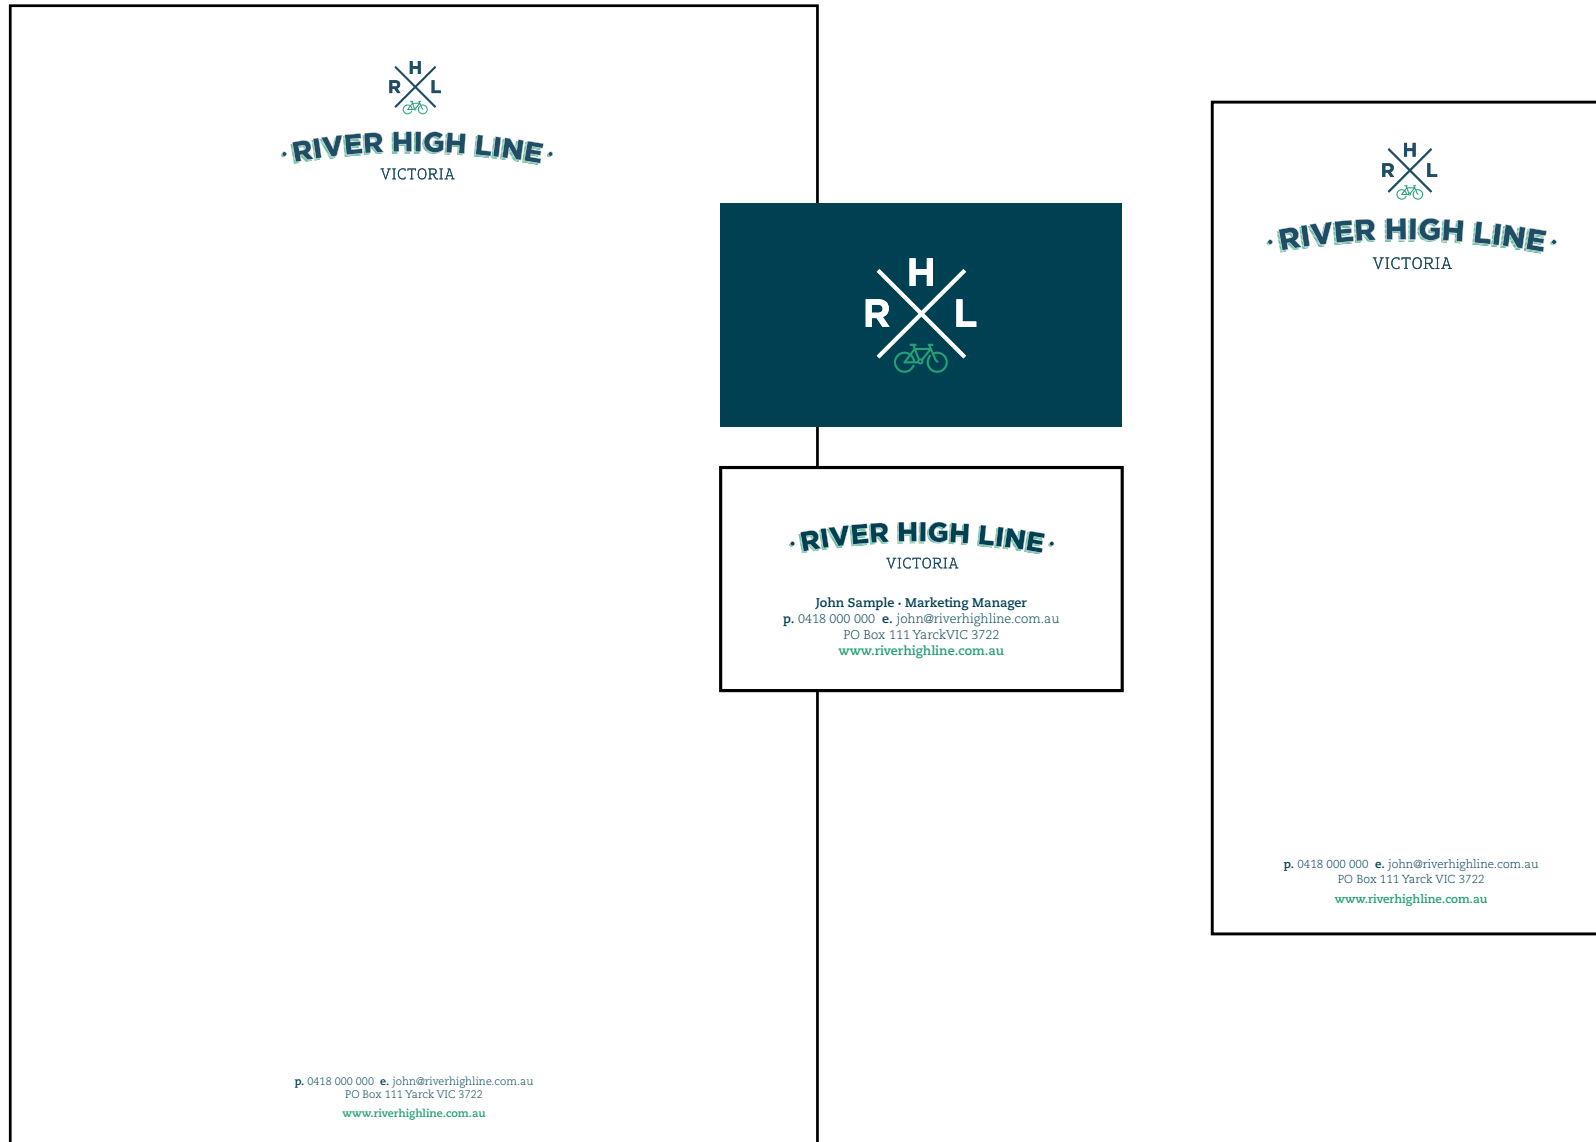 H
R L
· RIVER HIGH LINE ·
VICTORIA
p. 0418 000 000 e. john@riverhighline.com.au
PO Box 111 Yarck VIC 3722
www.riverhighline.com.au
H
R L
· RIVER HIGH LINE ·
VICTORIA
John Sample · Marketing Manager
p. 0418 000 000 e. john@riverhighline.com.au
PO Box 111 YarckVIC 3722
www.riverhighline.com.au
H
R L
· RIVER HIGH LINE ·
VICTORIA
p. 0418 000 000 e. john@riverhighline.com.au
PO Box 111 Yarck VIC 3722
www.riverhighline.com.au